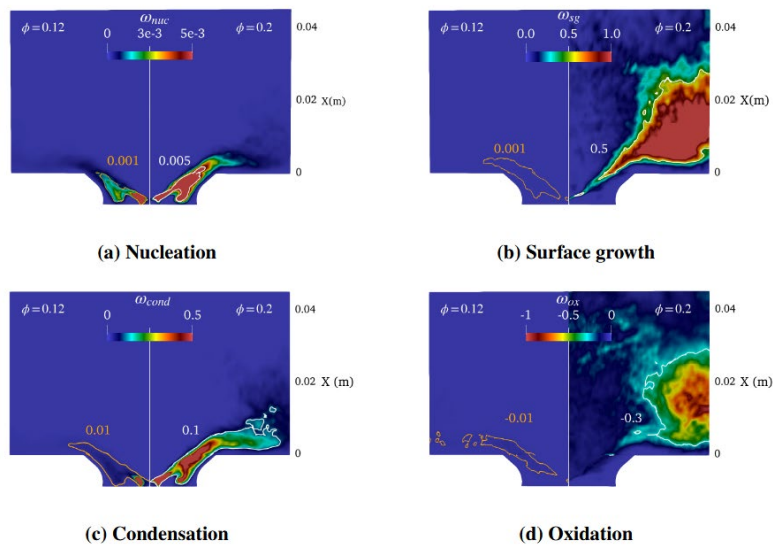 ϕ=0.12
ω_nuc
ϕ=0.2
0
3e-3
5e-3
0.04
0.02
X(m)
0.001
0.005
0
(a) Nucleation
ϕ=0.12
ω_sg
ϕ=0.2
0.0
0.5
1.0
0.04
0.02
X(m)
0.001
0.5
0
(b) Surface growth
ϕ=0.12
ω_cond
ϕ=0.2
0
0.5
0.04
0.02
X (m)
0.01
0.1
0
(c) Condensation
ϕ=0.12
ω_ox
ϕ=0.2
-1
-0.5
0
0.04
0.02
X (m)
-0.01
-0.3
0
(d) Oxidation